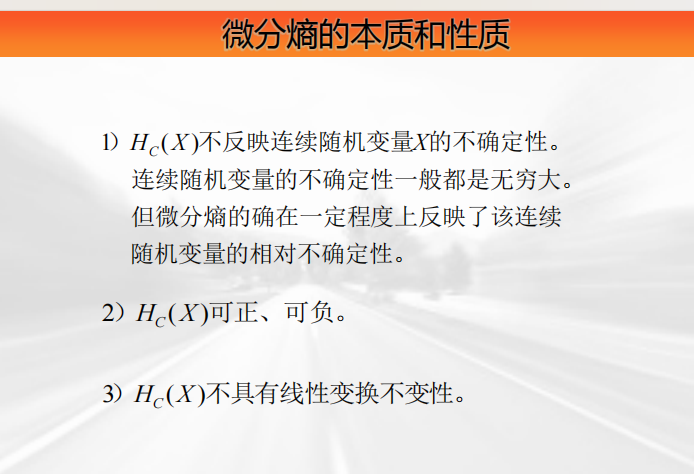 微分熵的本质和性质
1）H_C(X)不反映连续随机变量X的不确定性。
连续随机变量的不确定性一般都是无穷大。
但微分熵的确在一定程度上反映了该连续
随机变量的相对不确定性。
2）H_C(X)可正、可负。
3）H_C(X)不具有线性变换不变性。